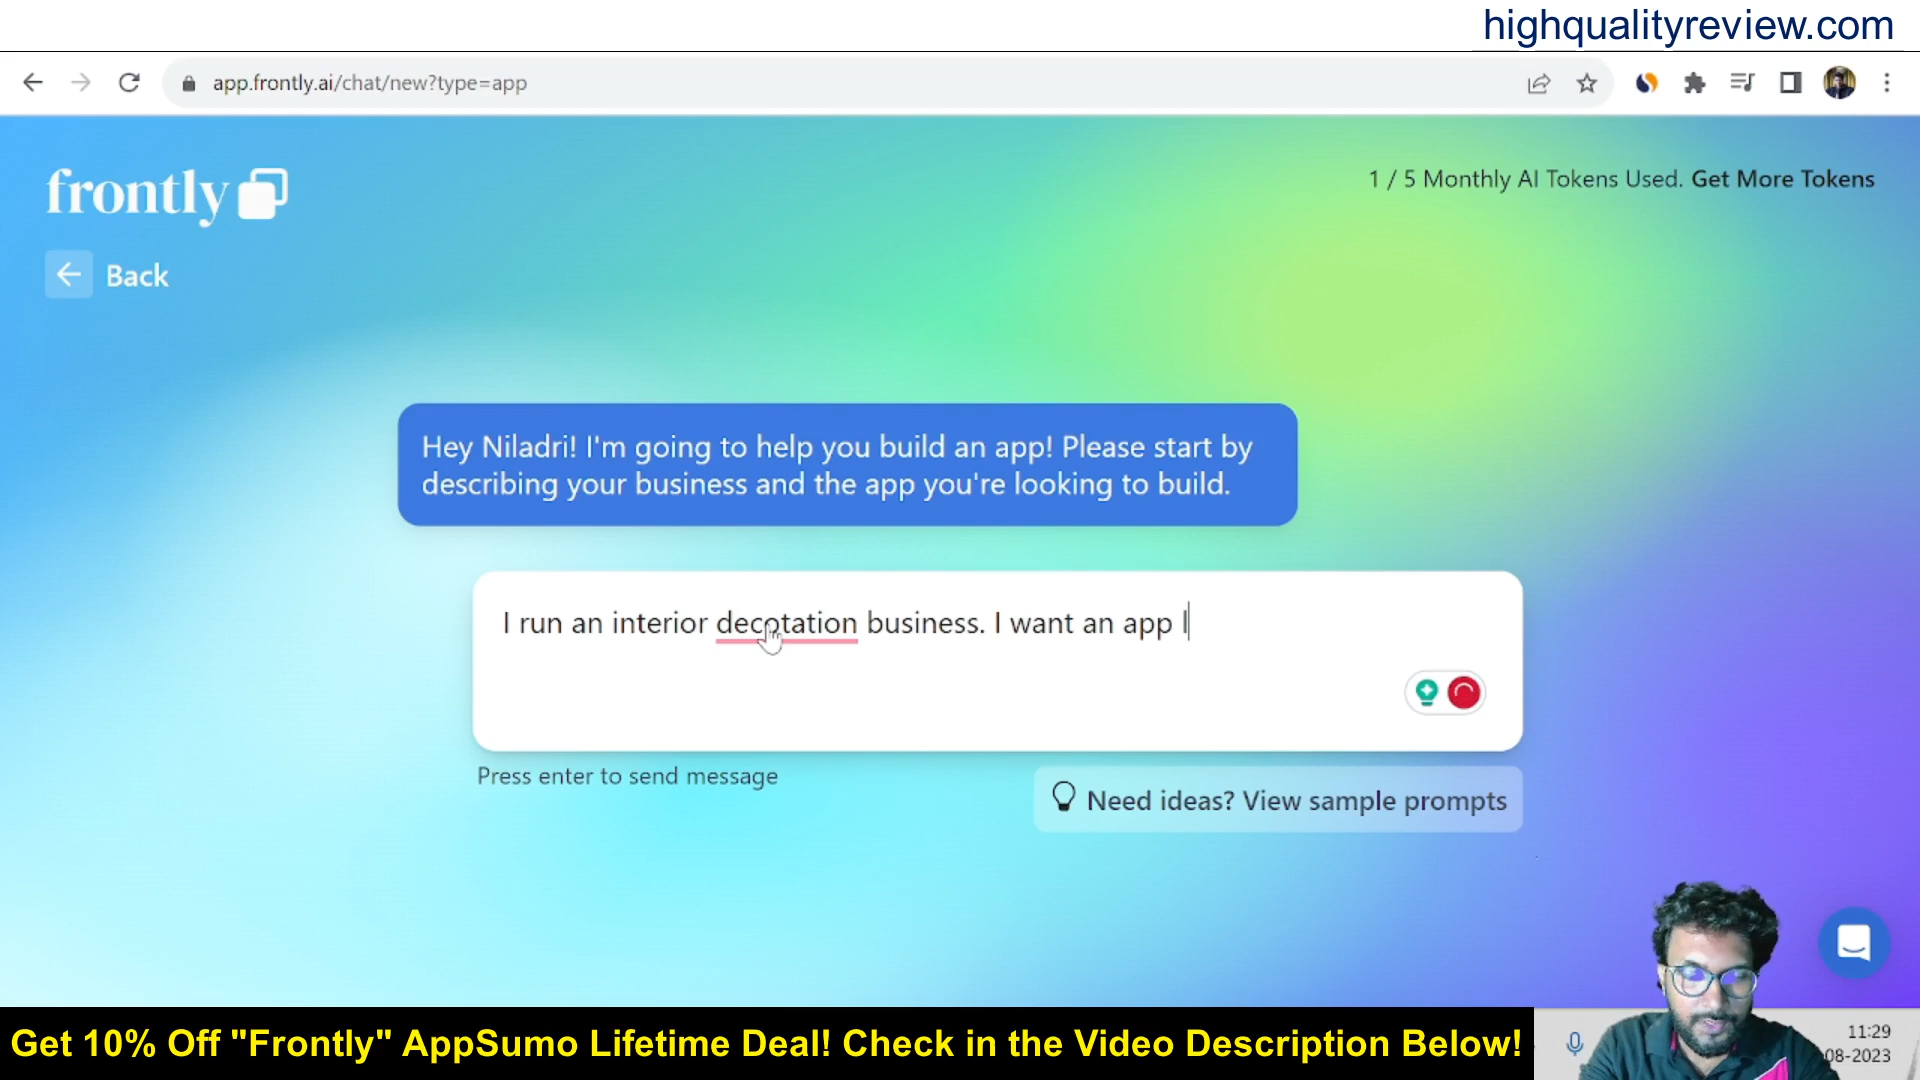 highqualityreview.com
app.frontly.ai/chat/new?type=app
frontly
1 / 5 Monthly AI Tokens Used. Get More Tokens
Back
Hey Niladri! I'm going to help you build an app! Please start by
describing your business and the app you're looking to build.
I run an interior decotation business. I want an app l
Press enter to send message
Need ideas? View sample prompts
Get 10% Off "Frontly" AppSumo Lifetime Deal! Check in the Video Description Below!
11:29
08-2023